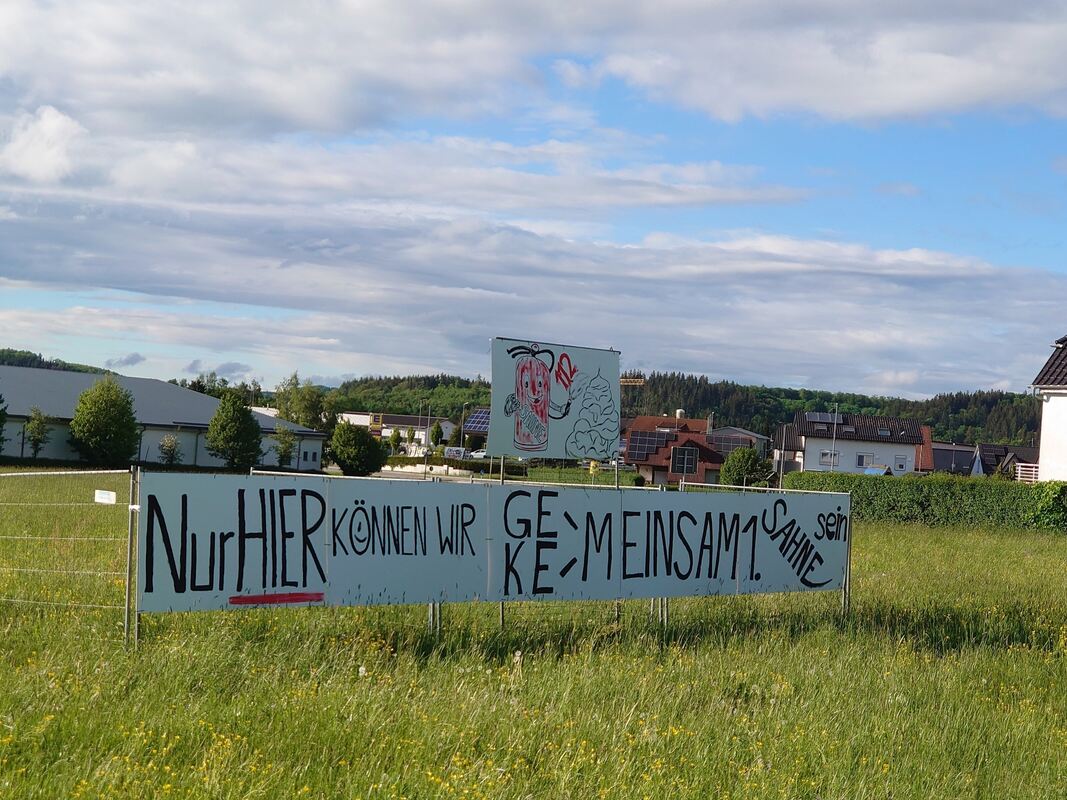 NurHIER KÖNNEN WIR GE
KE > MEINSAM 1. SAHNE sein